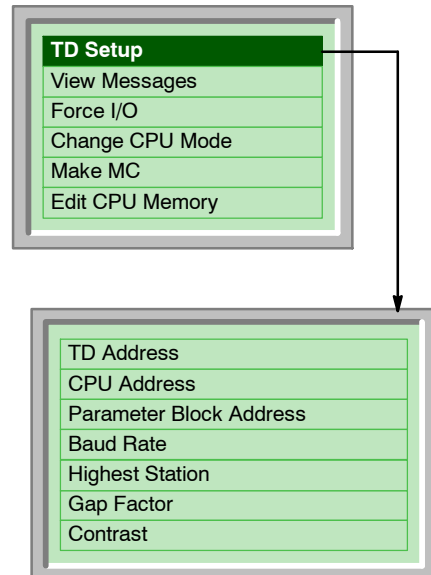 TD Setup
View Messages
Force I/O
Change CPU Mode
Make MC
Edit CPU Memory
TD Address
CPU Address
Parameter Block Address
Baud Rate
Highest Station
Gap Factor
Contrast